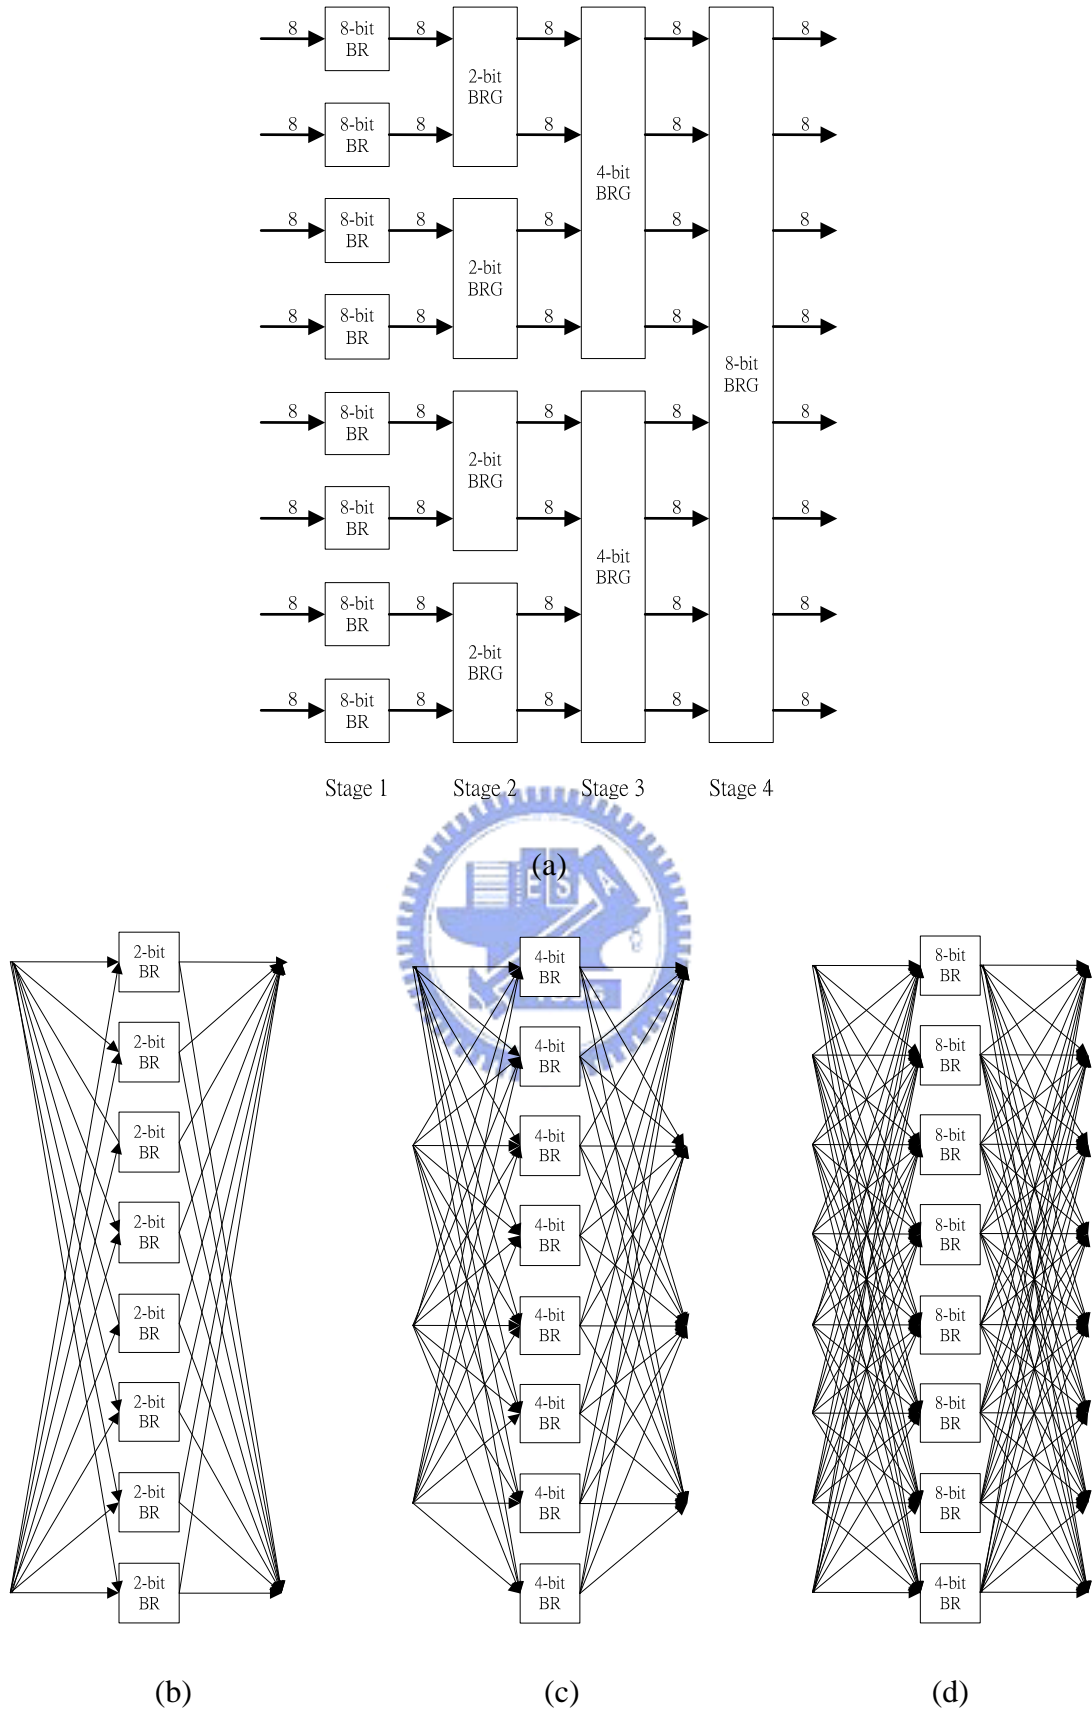 8 8-bit BR 8 2-bit BRG 8 4-bit BRG 8 8-bit BRG 8
8 8-bit BR 8 8 8 8
8 8-bit BR 8 2-bit BRG 8 8 8
8 8-bit BR 8 8 8 8
8 8-bit BR 8 2-bit BRG 8 4-bit BRG 8 8
8 8-bit BR 8 8 8 8
8 8-bit BR 8 2-bit BRG 8 8 8
8 8-bit BR 8 8 8 8
Stage 1 Stage 2 Stage 3 Stage 4
(a)
E S A
2-bit
BR
2-bit
BR
2-bit
BR
2-bit
BR
2-bit
BR
2-bit
BR
2-bit
BR
2-bit
BR
(b)
4-bit
BR
4-bit
BR
4-bit
BR
4-bit
BR
4-bit
BR
4-bit
BR
4-bit
BR
4-bit
BR
(c)
8-bit
BR
8-bit
BR
8-bit
BR
8-bit
BR
8-bit
BR
8-bit
BR
8-bit
BR
4-bit
BR
(d)